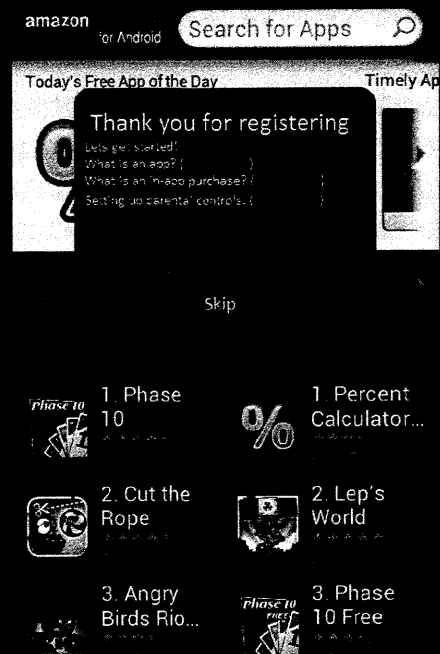 amazon
for Android
Search for Apps
Today's Free App of the Day
Timely Ap
Thank you for registering
Lets get started!
What is an app? ( )
What is an in-app purchase? ( )
Setting up parental controls. ( )
Skip
1. Phase
10
1. Percent
Calculator...
Phase 10
%
2. Cut the
Rope
2. Lep's
World
3. Angry
Birds Rio...
3. Phase
10 Free
Phase 10
FREE